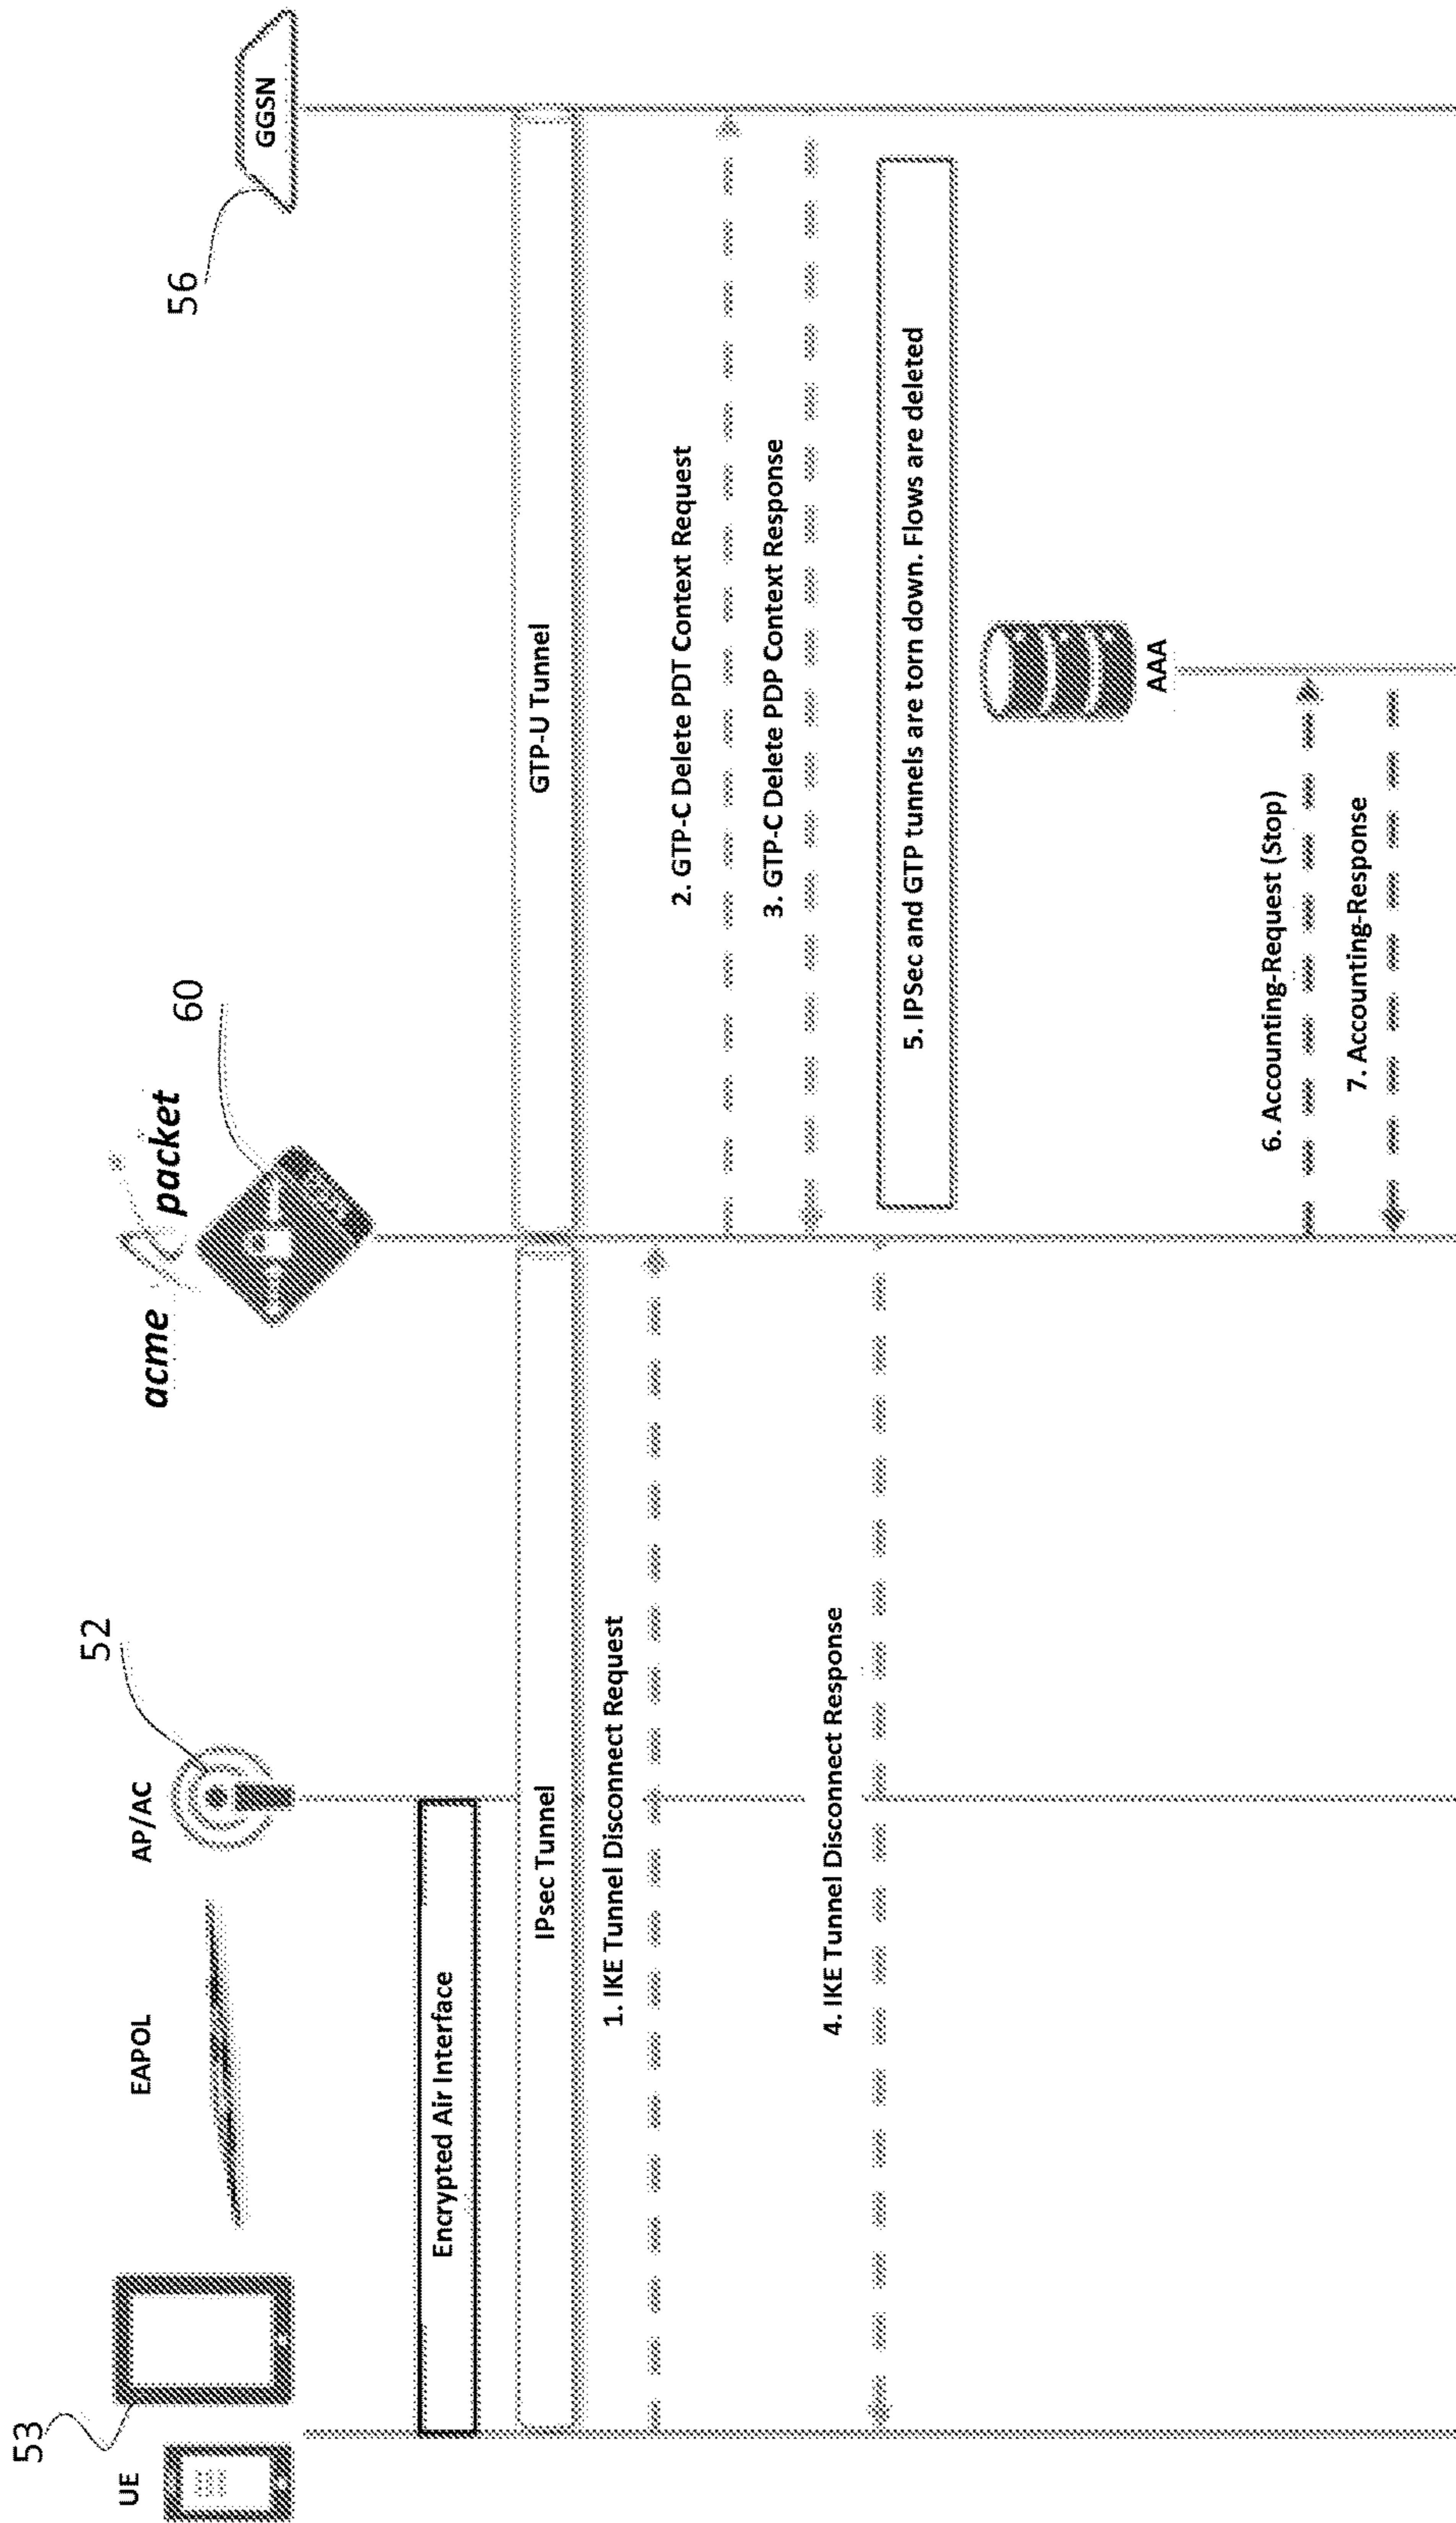 53
UE
EAPOL
AP/AC
52
acme packet
60
56
GGSN
Encrypted Air Interface
IPsec Tunnel
GTP-U Tunnel
1. IKE Tunnel Disconnect Request
2. GTP-C Delete PDT Context Request
3. GTP-C Delete PDP Context Response
4. IKE Tunnel Disconnect Response
5. IPSec and GTP tunnels are torn down. Flows are deleted
AAA
6. Accounting-Request (Stop)
7. Accounting-Response